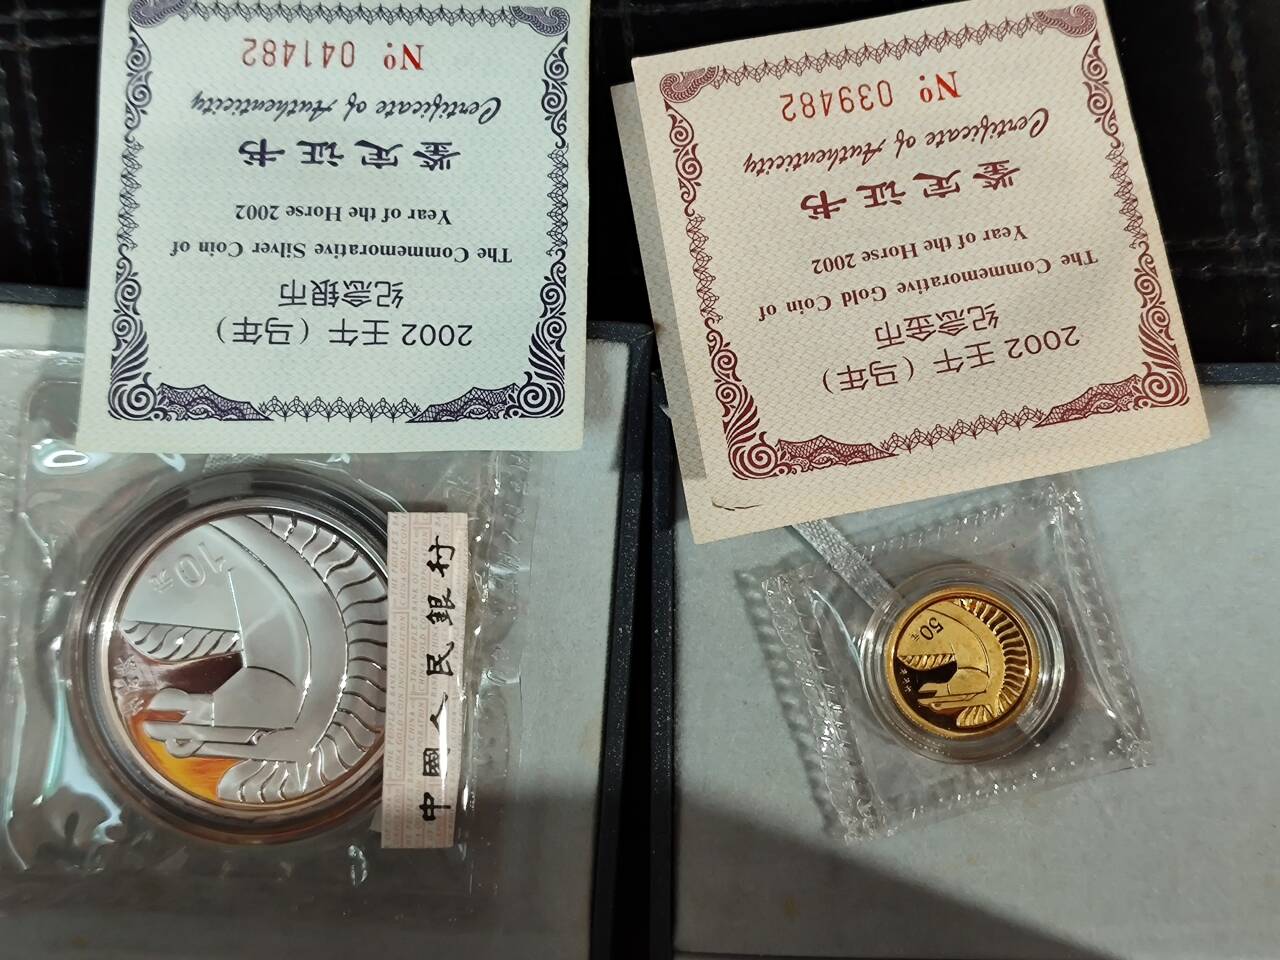 2002 壬午（马年）
纪念银币
The Commemorative Silver Coin of
Year of the Horse 2002
鉴定证书
Certificate of Authenticity
No 041482
2002 壬午（马年）
纪念金币
The Commemorative Gold Coin of
Year of the Horse 2002
鉴定证书
Certificate of Authenticity
No 039482
10元
中國人民銀行
50元